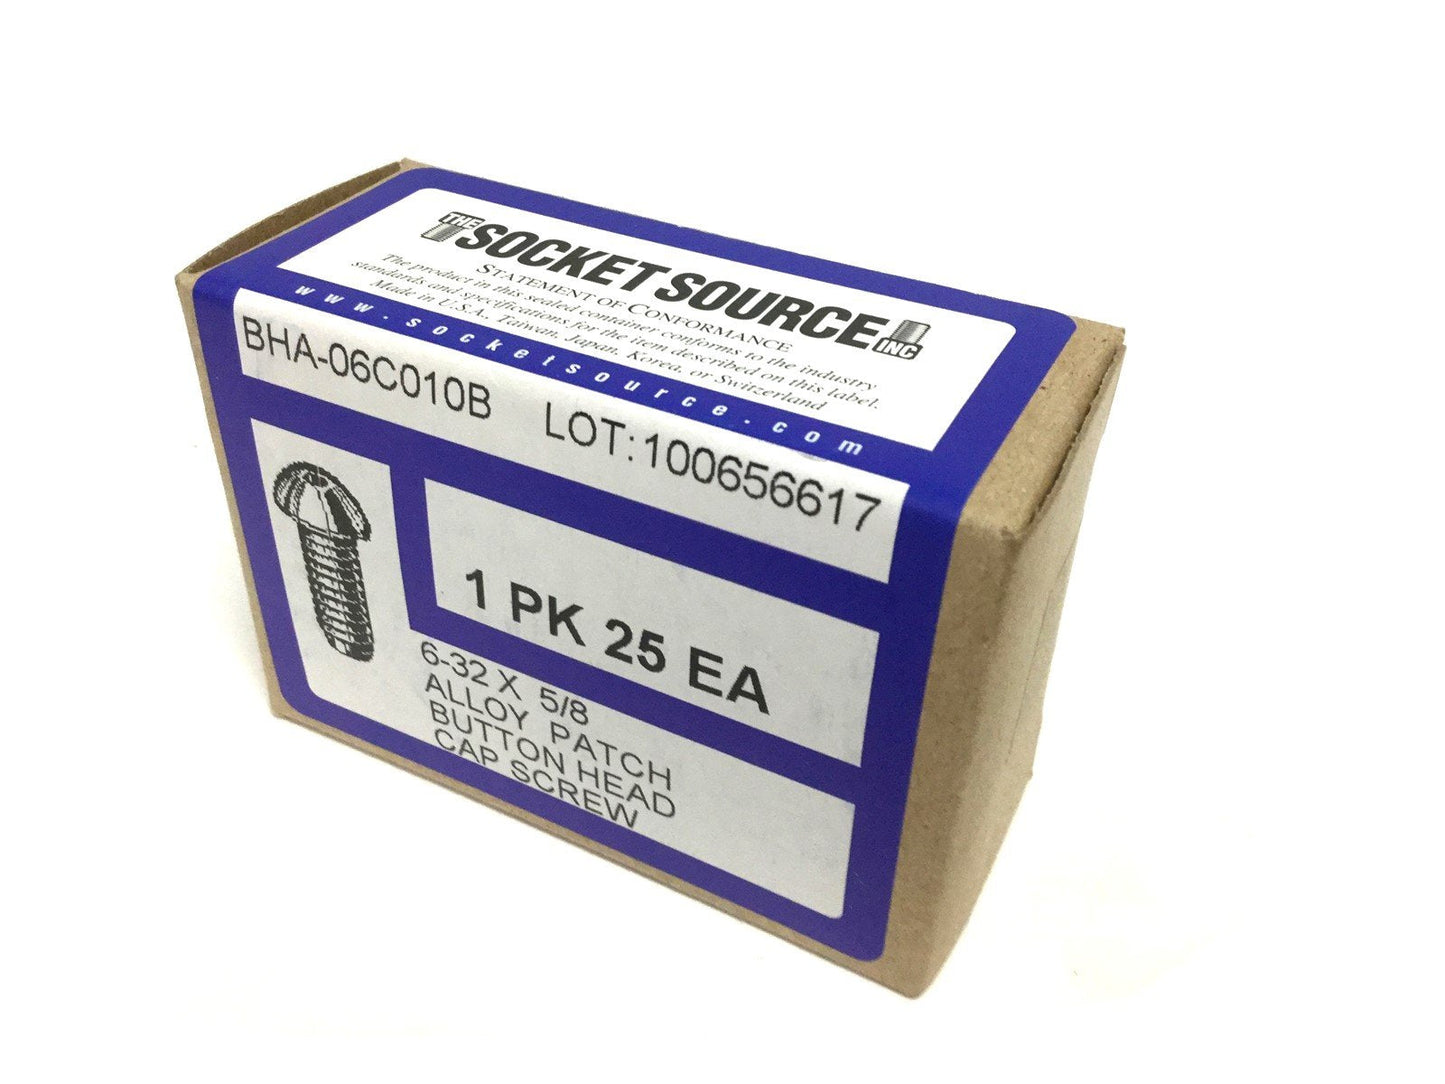 THE SOCKET SOURCE INC
STATEMENT OF CONFORMANCE
The product in this sealed container conforms to the industry
standards and specifications for the item described on this label.
Made in U.S.A., Taiwan, Japan, Korea, or Switzerland
www.socketsource.com
BHA-06C010B LOT:100656617
1 PK 25 EA
6-32 X 5/8
ALLOY PATCH
BUTTON HEAD
CAP SCREW